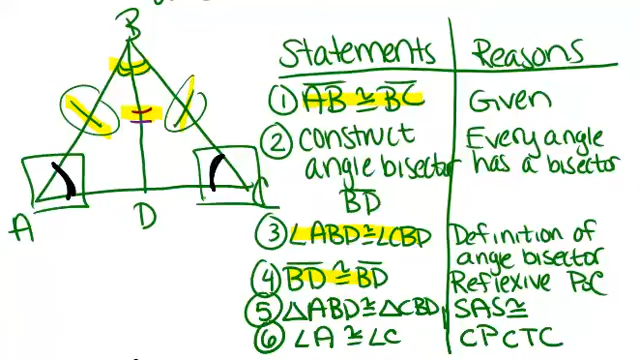 B
A
D
C
Statements Reasons
① AB ≅ BC Given
② construct Every angle
angle bisector has a bisector
BD
③ ∠ABD ≅ ∠CBD Definition of
angle bisector
④ BD ≅ BD Reflexive PoC
⑤ △ABD ≅ △CBD SAS ≅
⑥ ∠A ≅ ∠C CPCTC